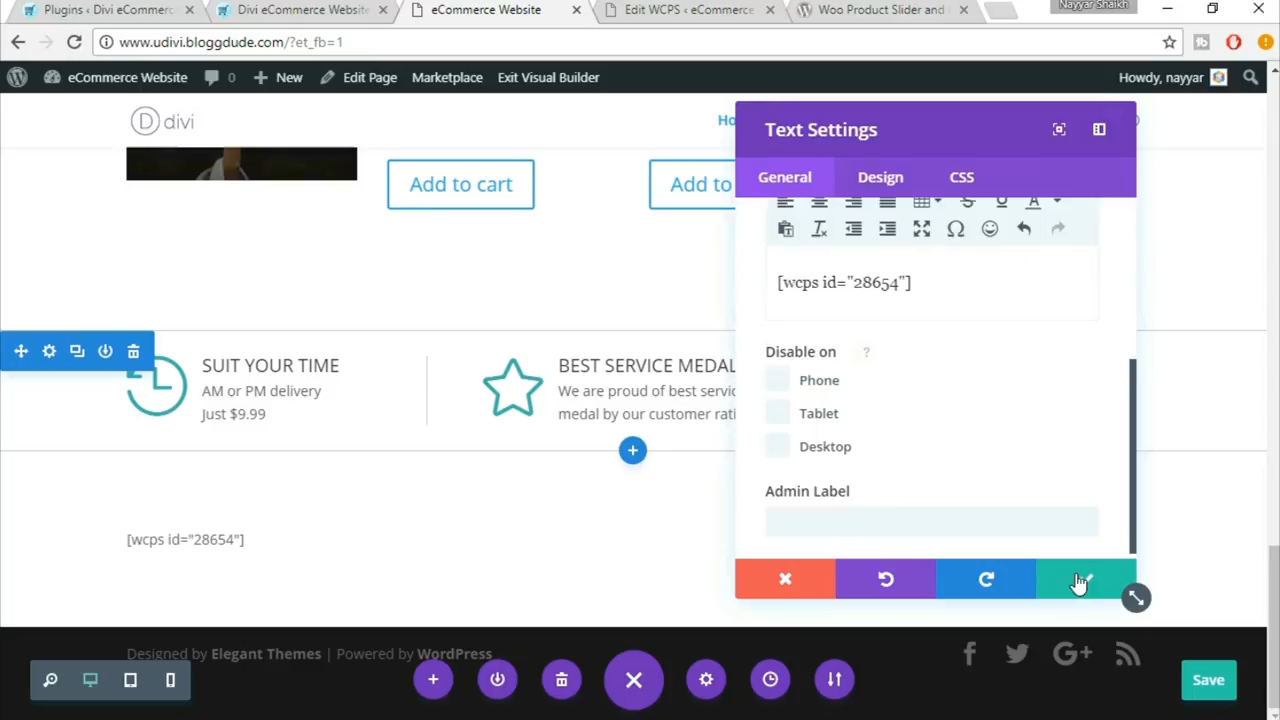 Nayyar Shaikh
Plugins ‹ Divi eCommerc
Divi eCommerce Website
eCommerce Website
Edit WCPS ‹ eCommerce
Woo Product Slider and
www.udivi.bloggdude.com/?et_fb=1
eCommerce Website 0 New Edit Page Marketplace Exit Visual Builder Howdy, nayyar
divi
Ho
Text Settings
General Design CSS
Add to cart
Add to
[wcps id="28654"]
SUIT YOUR TIME
AM or PM delivery
Just $9.99
BEST SERVICE MEDAL
We are proud of best servic
medal by our customer rati
Disable on ?
Phone
Tablet
Desktop
Admin Label
[wcps id="28654"]
Designed by Elegant Themes | Powered by WordPress
Save